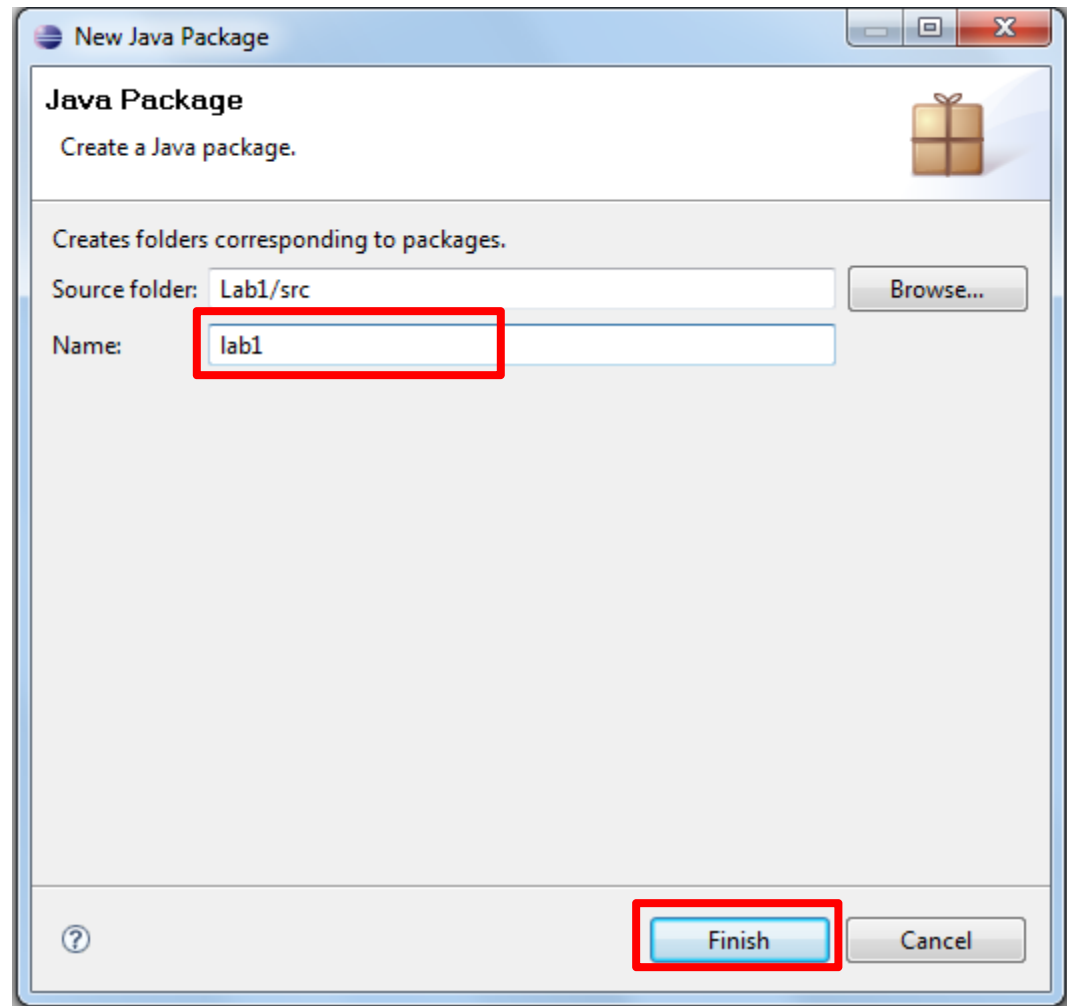 New Java Package
Java Package
Create a Java package.
Creates folders corresponding to packages.
Source folder: Lab1/src Browse...
Name: lab1
? Finish Cancel